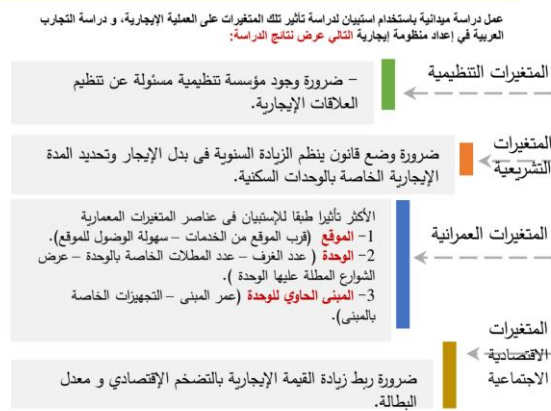 عمل دراسة ميدانية باستخدام استبيان لدراسة تأثير تلك المتغيرات على العملية الإيجارية، و دراسة التجارب
العربية في إعداد منظومة إيجارية التالي عرض نتائج الدراسة:
المتغيرات التنظيمية
– ضرورة وجود مؤسسة تنظيمية مسئولة عن تنظيم
العلاقات الإيجارية.
المتغيرات
التشريعية
ضرورة وضع قانون ينظم الزيادة السنوية فى بدل الإيجار وتحديد المدة
الإيجارية الخاصة بالوحدات السكنية.
المتغيرات العمرانية
الأكثر تأثيرا طبقا للإستبيان فى عناصر المتغيرات المعمارية
1- الموقع (قرب الموقع من الخدمات – سهولة الوصول للموقع).
2- الوحدة ( عدد الغرف – عدد المطلات الخاصة بالوحدة – عرض
الشوارع المطلة عليها الوحدة ).
3- المبنى الحاوي للوحدة (عمر المبنى – التجهيزات الخاصة
بالمبنى).
المتغيرات
الاقتصادية
الاجتماعية
ضرورة ربط زيادة القيمة الإيجارية بالتضخم الإقتصادي و معدل
البطالة.